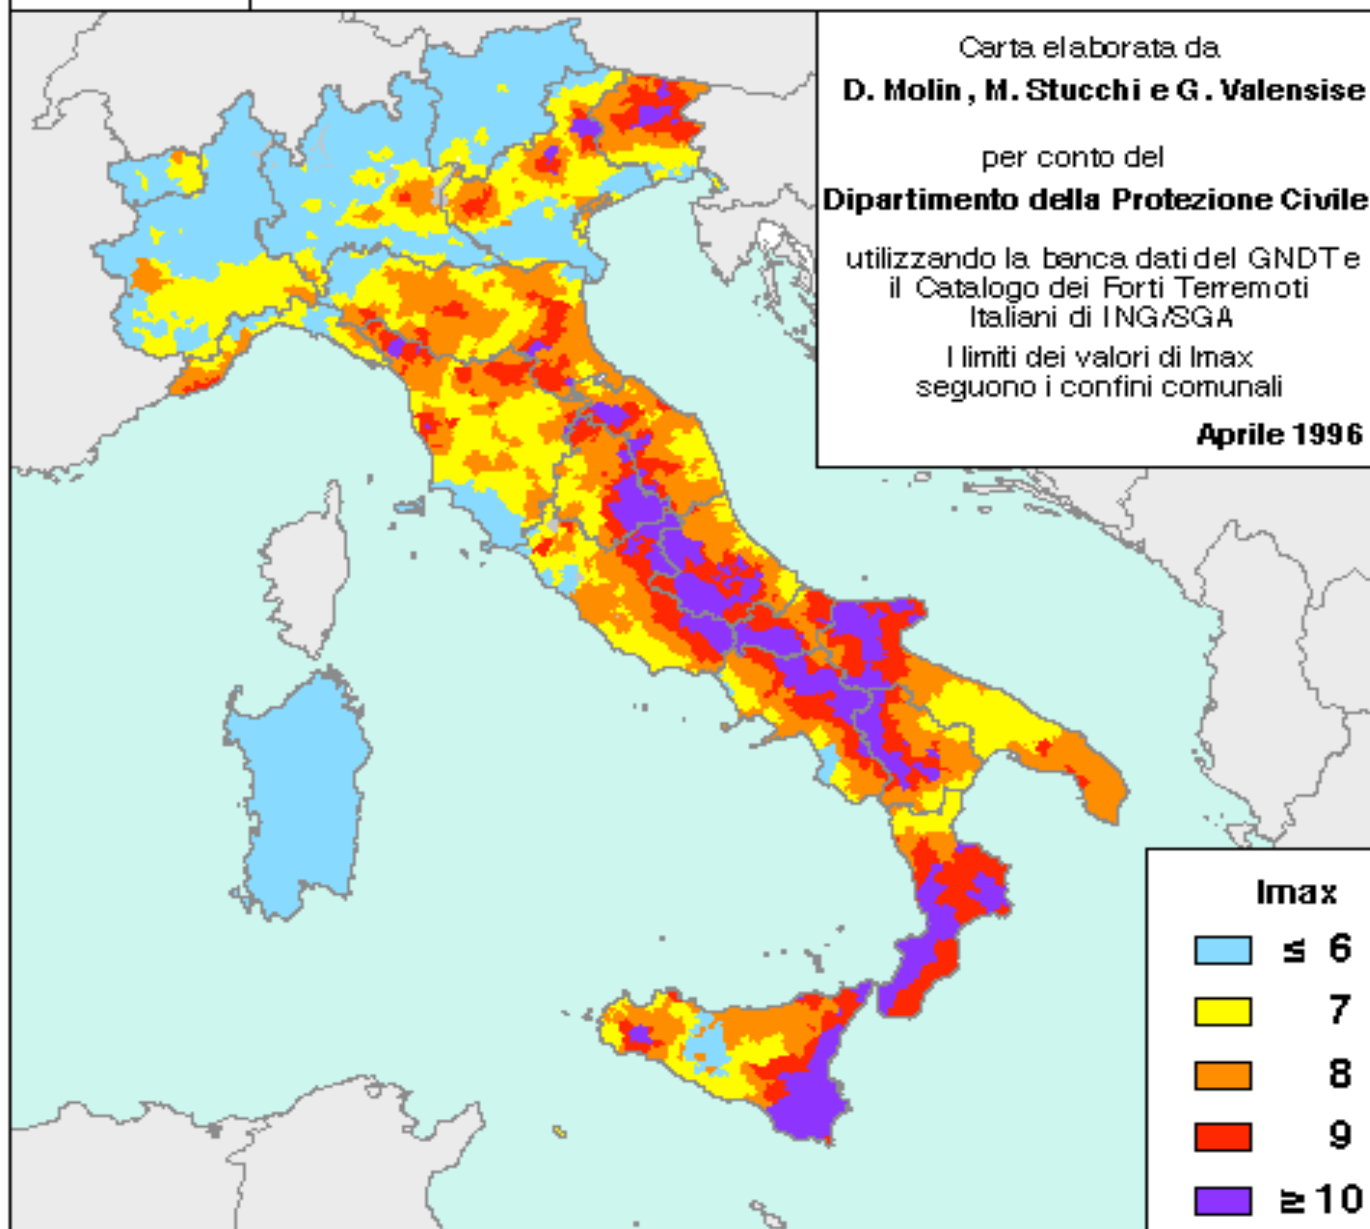 Carta elaborata da
D. Molin, M. Stucchi e G. Valensise
per conto del
Dipartimento della Protezione Civile
utilizzando la banca dati del GNDT e
il Catalogo dei Forti Terremoti
Italiani di ING/SGA
I limiti dei valori di Imax
seguono i confini comunali
Aprile 1996
Imax
≤ 6
7
8
9
≥ 10